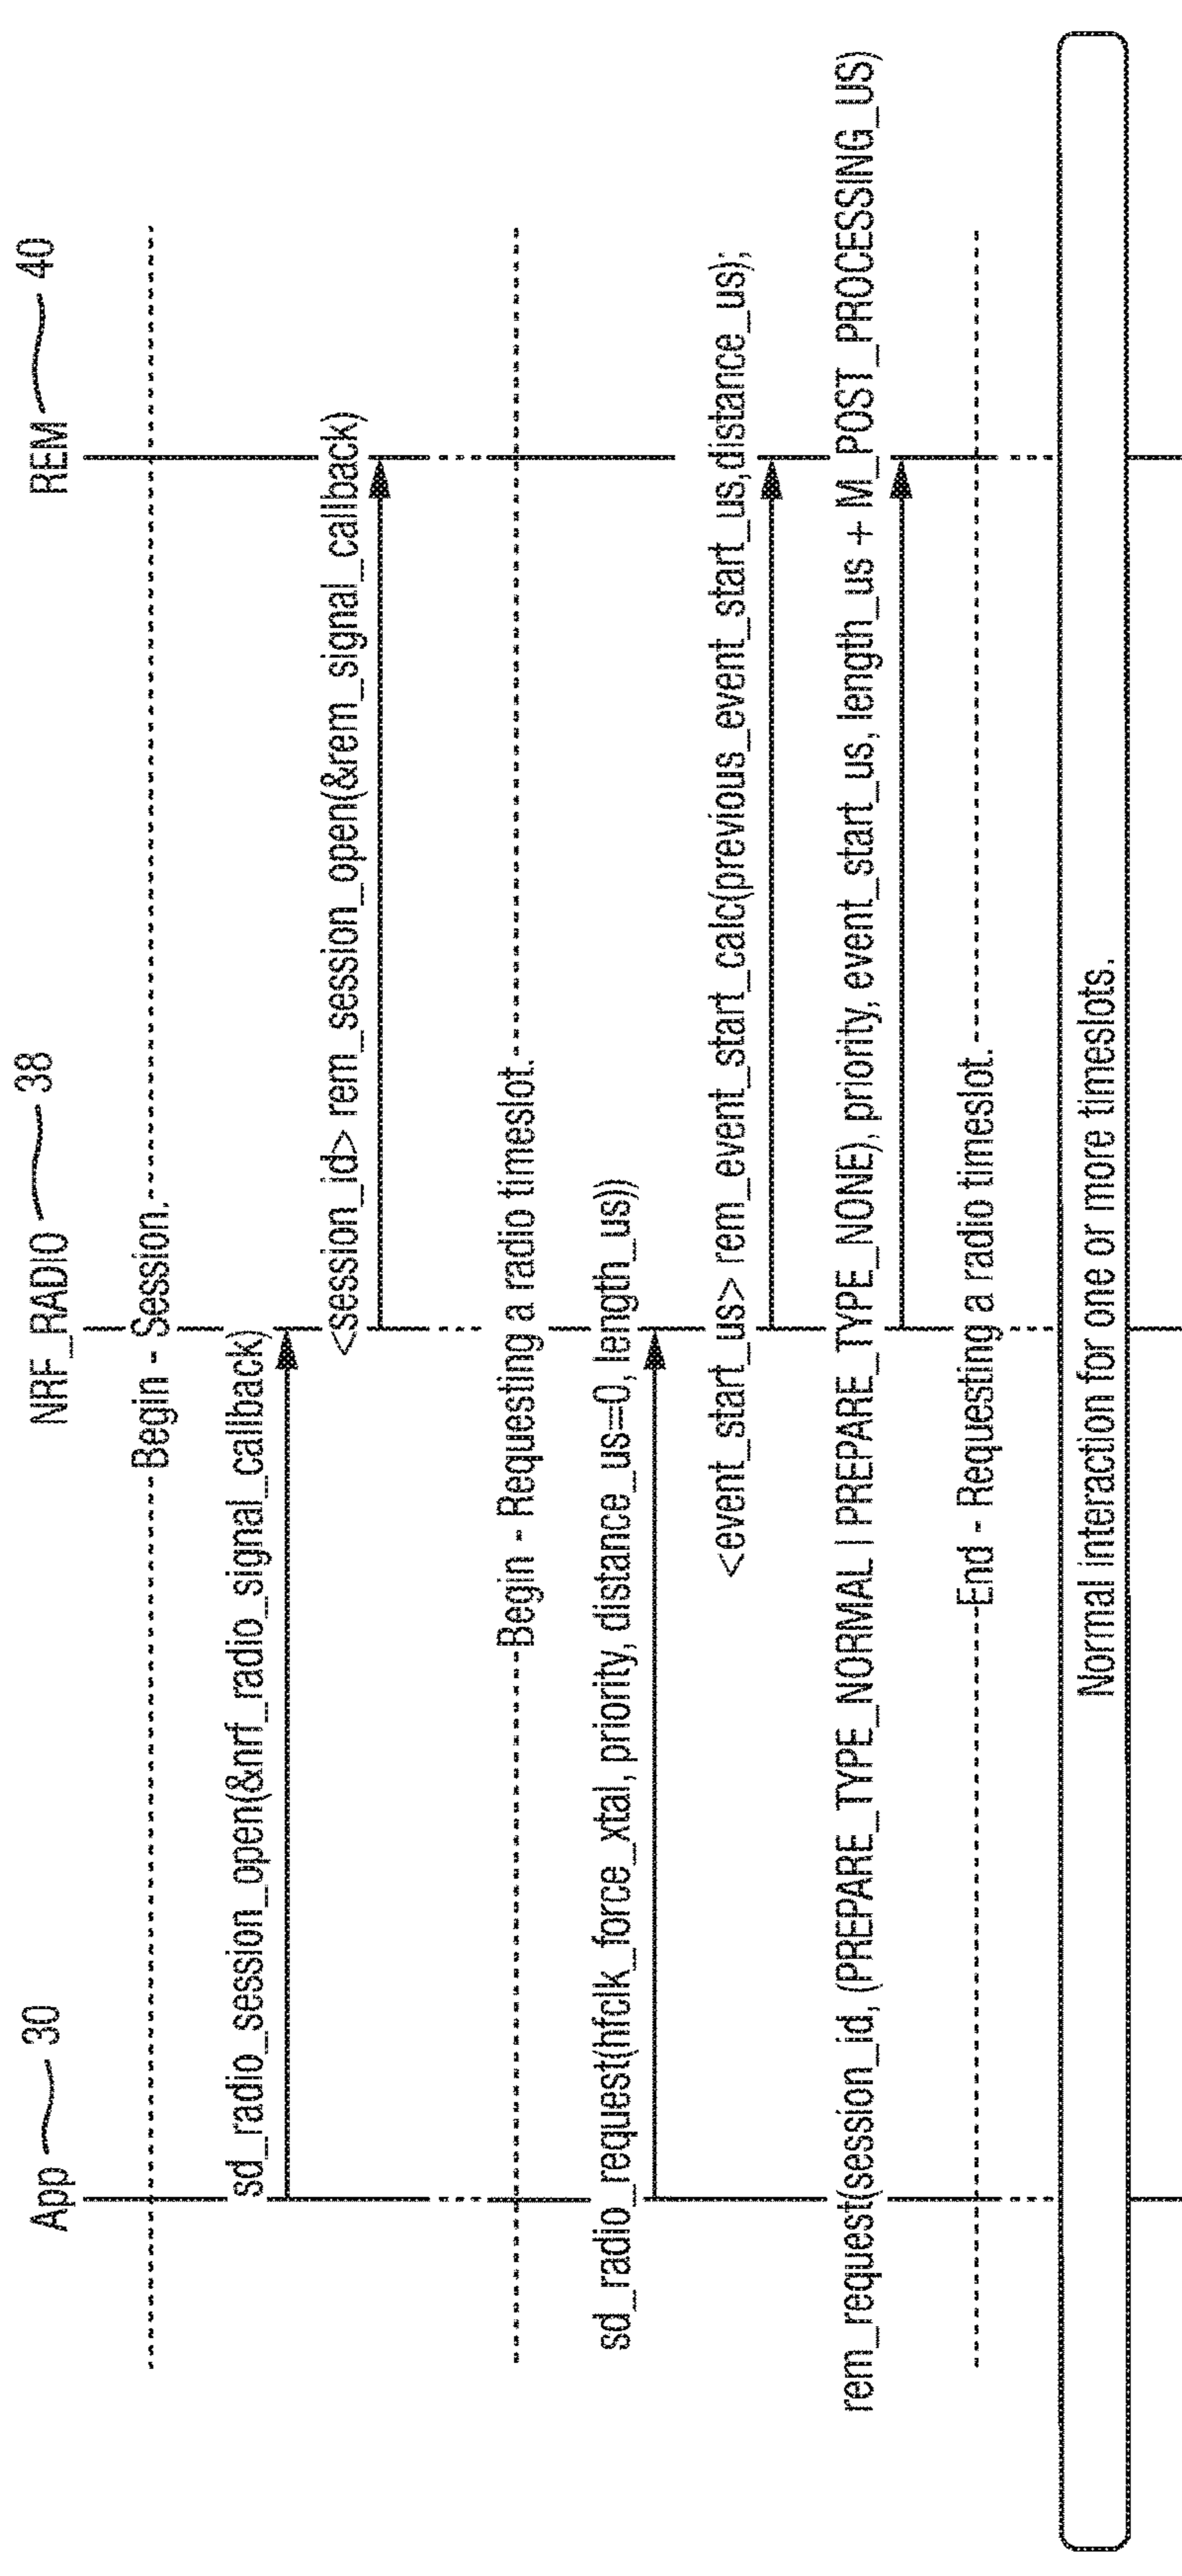 App 30
NRF_RADIO 38
REM 40
Begin - Session.
sd_radio_session_open(&nrf_radio_signal_callback)
<session_id> rem_session_open(&rem_signal_callback)
Begin - Requesting a radio timeslot.
sd_radio_request(hfclk_force_xtal, priority, distance_us=0, length_us))
<event_start_us> rem_event_start_calc(previous_event_start_us,distance_us);
rem_request(session_id, (PREPARE_TYPE_NORMAL | PREPARE_TYPE_NONE), priority, event_start_us, length_us + M_POST_PROCESSING_US)
End - Requesting a radio timeslot.
Normal interaction for one or more timeslots.